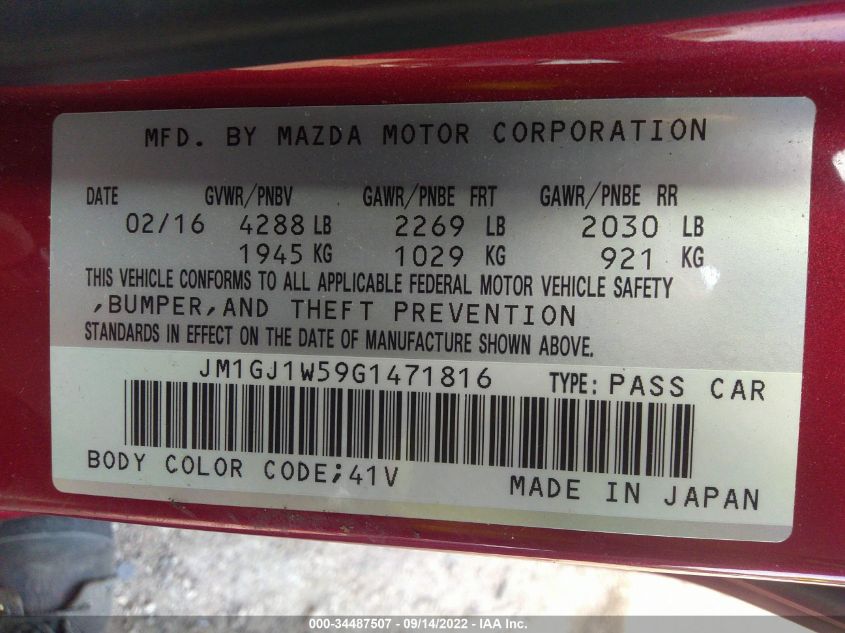 MFD. BY MAZDA MOTOR CORPORATION
DATE GVWR/PNBV GAWR/PNBE FRT GAWR/PNBE RR
02/16 4288 LB 2269 LB 2030 LB
1945 KG 1029 KG 921 KG
THIS VEHICLE CONFORMS TO ALL APPLICABLE FEDERAL MOTOR VEHICLE SAFETY
,BUMPER,AND THEFT PREVENTION
STANDARDS IN EFFECT ON THE DATE OF MANUFACTURE SHOWN ABOVE.
JM1GJ1W59G1471816 TYPE: PASS CAR
BODY COLOR CODE;41V
MADE IN JAPAN
000-34487507 - 09/14/2022 - IAA Inc.